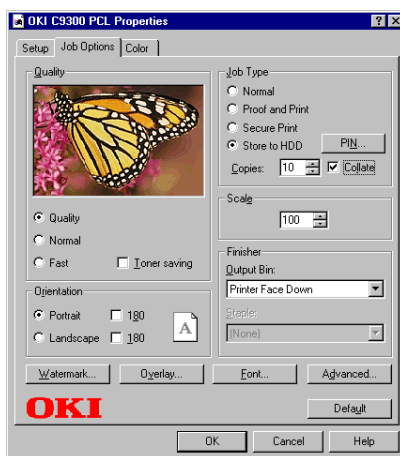 OKI C9300 PCL Properties
Setup Job Options Color
Quality
Quality
Normal
Fast Toner saving
Orientation
Portrait 180
Landscape 180
A
Job Type
Normal
Proof and Print
Secure Print
Store to HDD PIN...
Copies: 10 Collate
Scale
100
Finisher
Output Bin:
Printer Face Down
Staple:
(None)
Watermark... Overlay... Font... Advanced...
OKI Default
OK Cancel Help